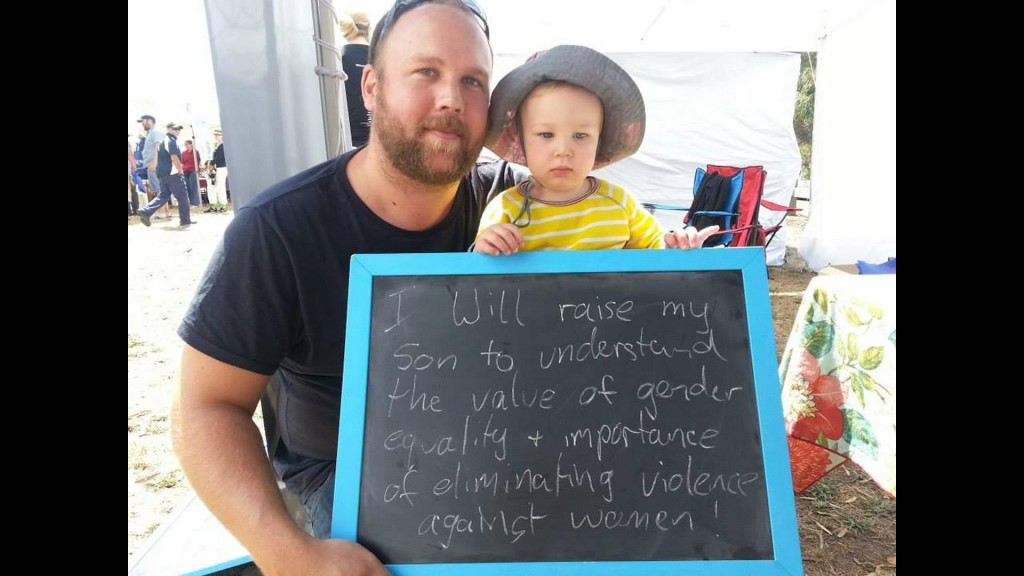 I Will raise my
Son to understand
the value of gender
equality + importance
of eliminating violence
against women!